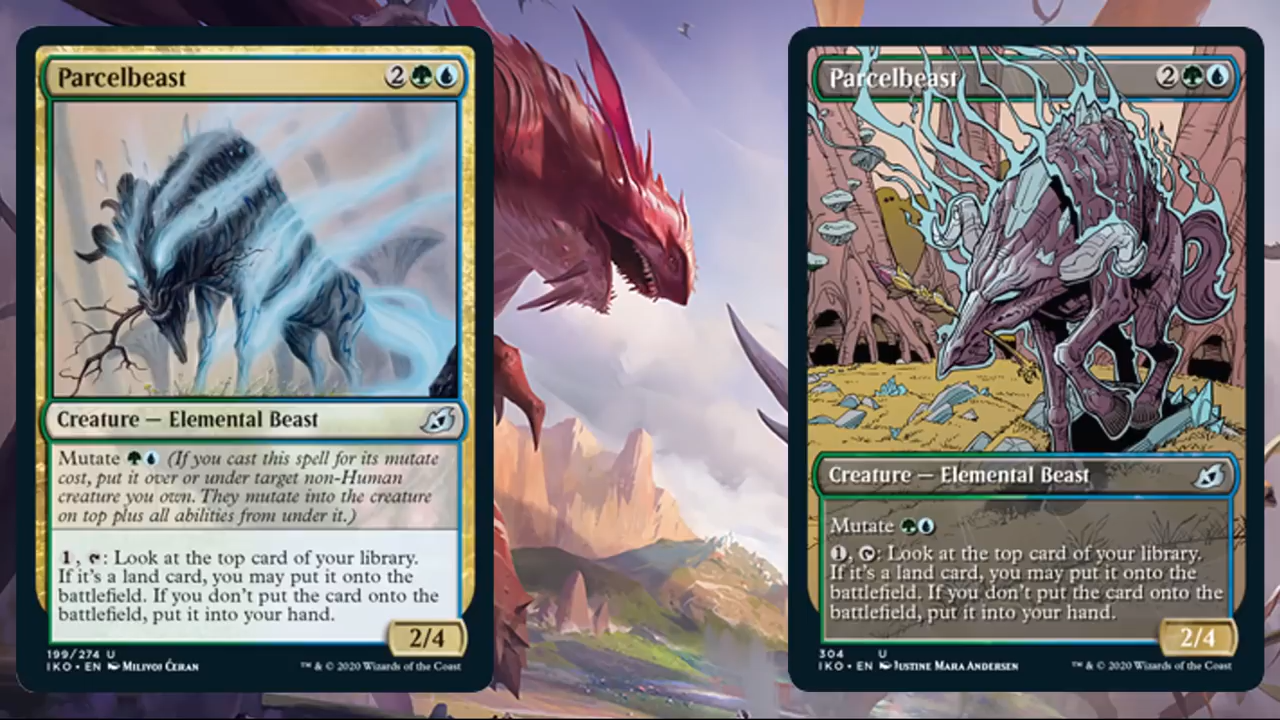 Parcelbeast 2
Creature — Elemental Beast
Mutate (If you cast this spell for its mutate
cost, put it over or under target non-Human
creature you own. They mutate into the creature
on top plus all abilities from under it.)
1, : Look at the top card of your library.
If it's a land card, you may put it onto the
battlefield. If you don't put the card onto the
battlefield, put it into your hand.
2/4
199/274 U
IKO • EN Milivoj Ćeran
™ & © 2020 Wizards of the Coast
Parcelbeast 2
Creature — Elemental Beast
Mutate
1, : Look at the top card of your library.
If it's a land card, you may put it onto the
battlefield. If you don't put the card onto the
battlefield, put it into your hand.
2/4
304 U
IKO • EN Justine Mara Andersen
™ & © 2020 Wizards of the Coast